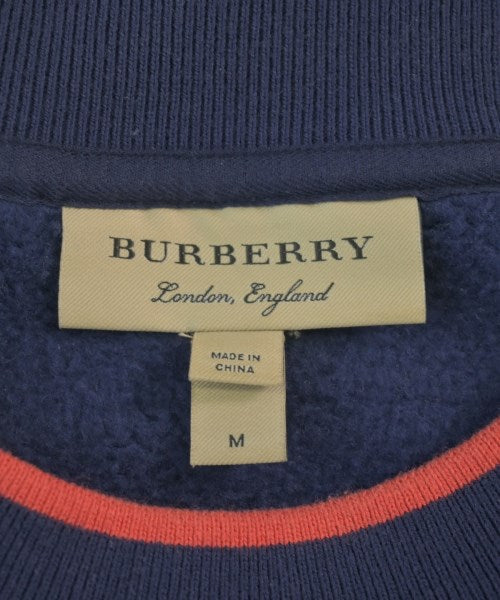 BURBERRY
London, England
MADE IN
CHINA
M